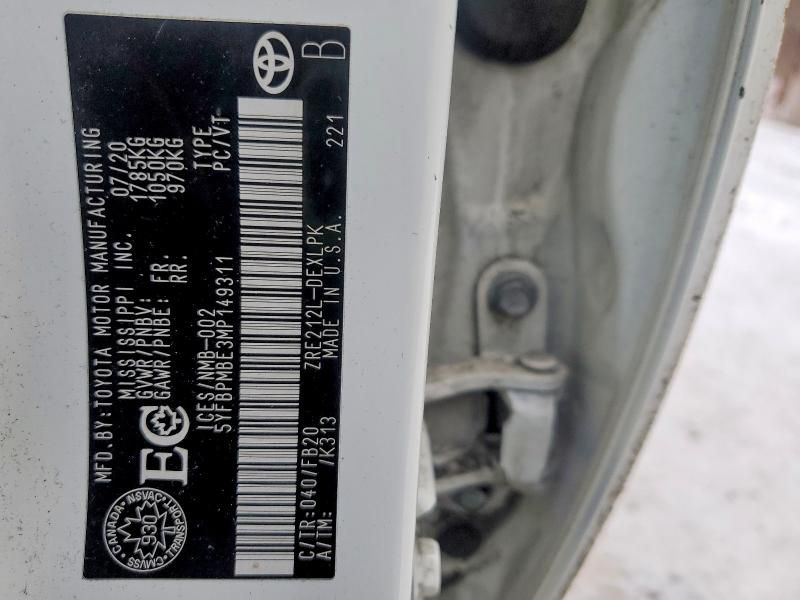 MFD. BY: TOYOTA MOTOR MANUFACTURING
MISSISSIPPI INC. 07/20
GVWR/PNBV: 1785KG
GAWR/PNBE: FR. 1050KG
RR. 970KG
EC
ICES/NMB-002 TYPE
5YFBPMBE3MP149311 PC/VT
CANADA NSVAC
930
CMVSS TRANSPORT
C/TR:040/FB20 ZRE212L-DEXLPK 221 B
A/TM: /K313 MADE IN U.S.A.